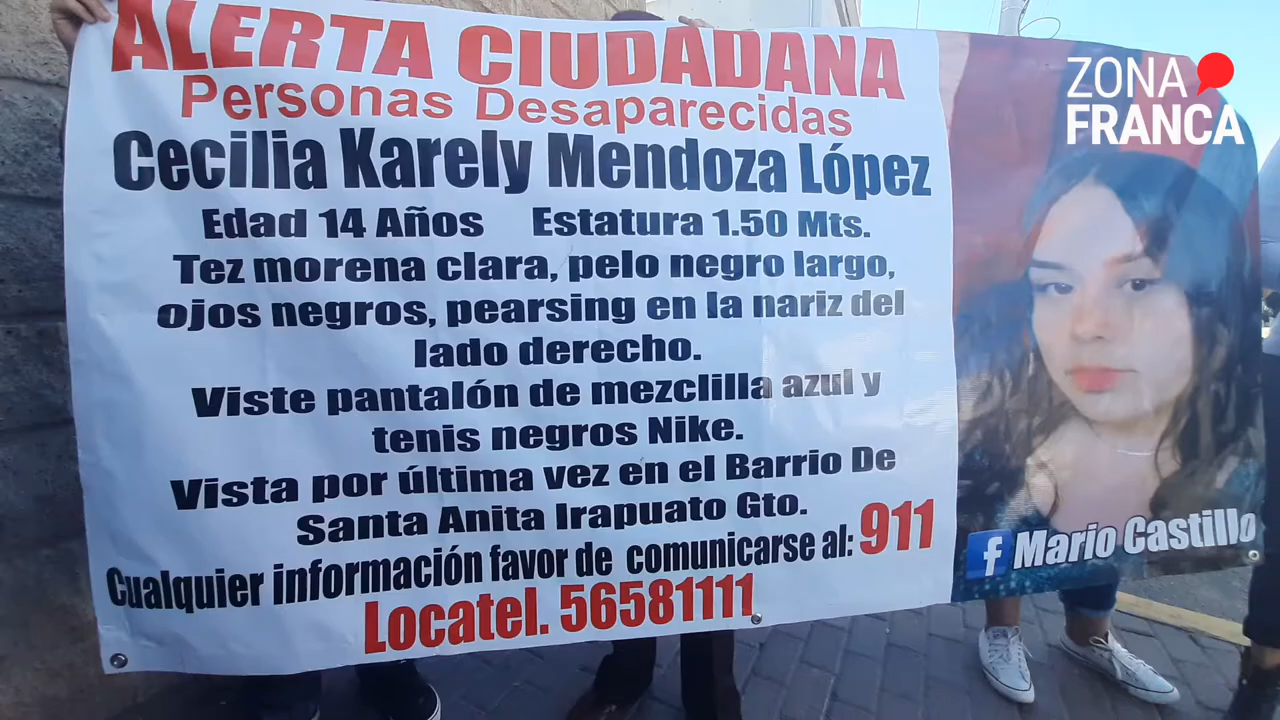 ALERTA CIUDADANA
Personas Desaparecidas
Cecilia Karely Mendoza López
Edad 14 Años Estatura 1.50 Mts.
Tez morena clara, pelo negro largo,
ojos negros, pearsing en la nariz del
lado derecho.
Viste pantalón de mezclilla azul y
tenis negros Nike.
Vista por última vez en el Barrio De
Santa Anita Irapuato Gto.
Cualquier información favor de comunicarse al: 911
Locatel. 56581111
f Mario Castillo
ZONA
FRANCA